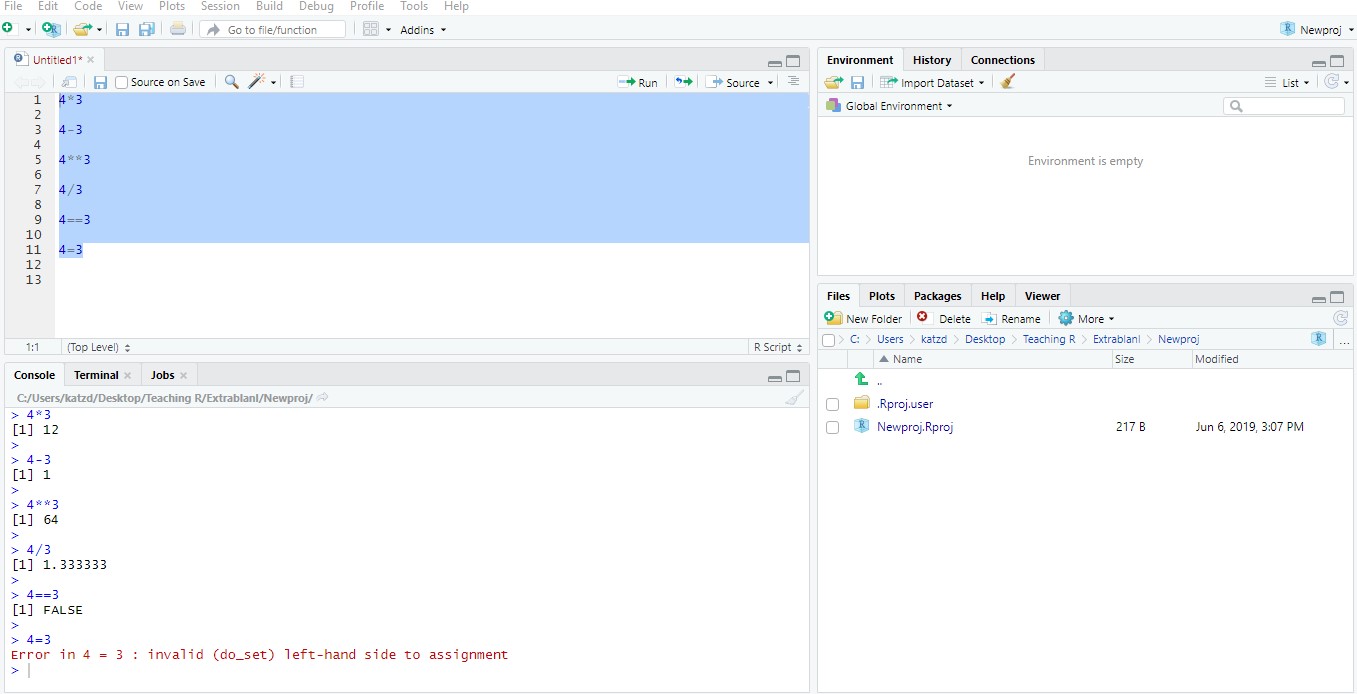 File Edit Code View Plots Session Build Debug Profile Tools Help
Go to file/function Addins Newproj
Untitled1*
Source on Save Run Source
1 4*3
2
3 4-3
4
5 4**3
6
7 4/3
8
9 4==3
10
11 4=3
12
13
1:1 (Top Level) R Script
Console Terminal Jobs
C:/Users/katzd/Desktop/Teaching R/Extrablanl/Newproj/
> 4*3
[1] 12
>
> 4-3
[1] 1
>
> 4**3
[1] 64
>
> 4/3
[1] 1.333333
>
> 4==3
[1] FALSE
>
> 4=3
Error in 4 = 3 : invalid (do_set) left-hand side to assignment
>
Environment History Connections
Import Dataset List
Global Environment
Environment is empty
Files Plots Packages Help Viewer
New Folder Delete Rename More
C: Users katzd Desktop Teaching R Extrablanl Newproj ...
Name Size Modified
..
.Rproj.user
Newproj.Rproj 217 B Jun 6, 2019, 3:07 PM